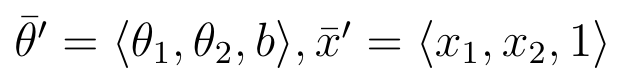 θ̄′ = ⟨θ₁, θ₂, b⟩, x̄′ = ⟨x₁, x₂, 1⟩